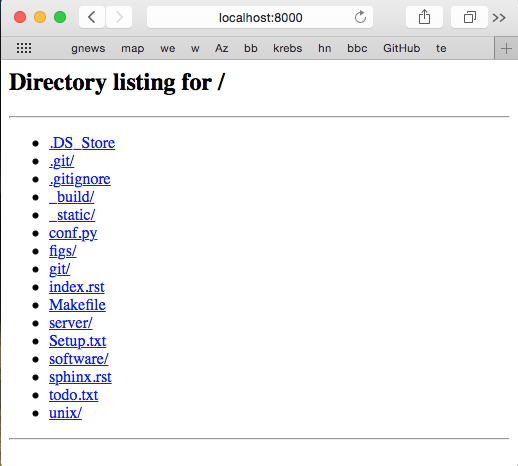 localhost:8000
gnews map we w Az bb krebs hn bbc GitHub te
Directory listing for /
.DS_Store
.git/
.gitignore
_build/
_static/
conf.py
figs/
git/
index.rst
Makefile
server/
Setup.txt
software/
sphinx.rst
todo.txt
unix/